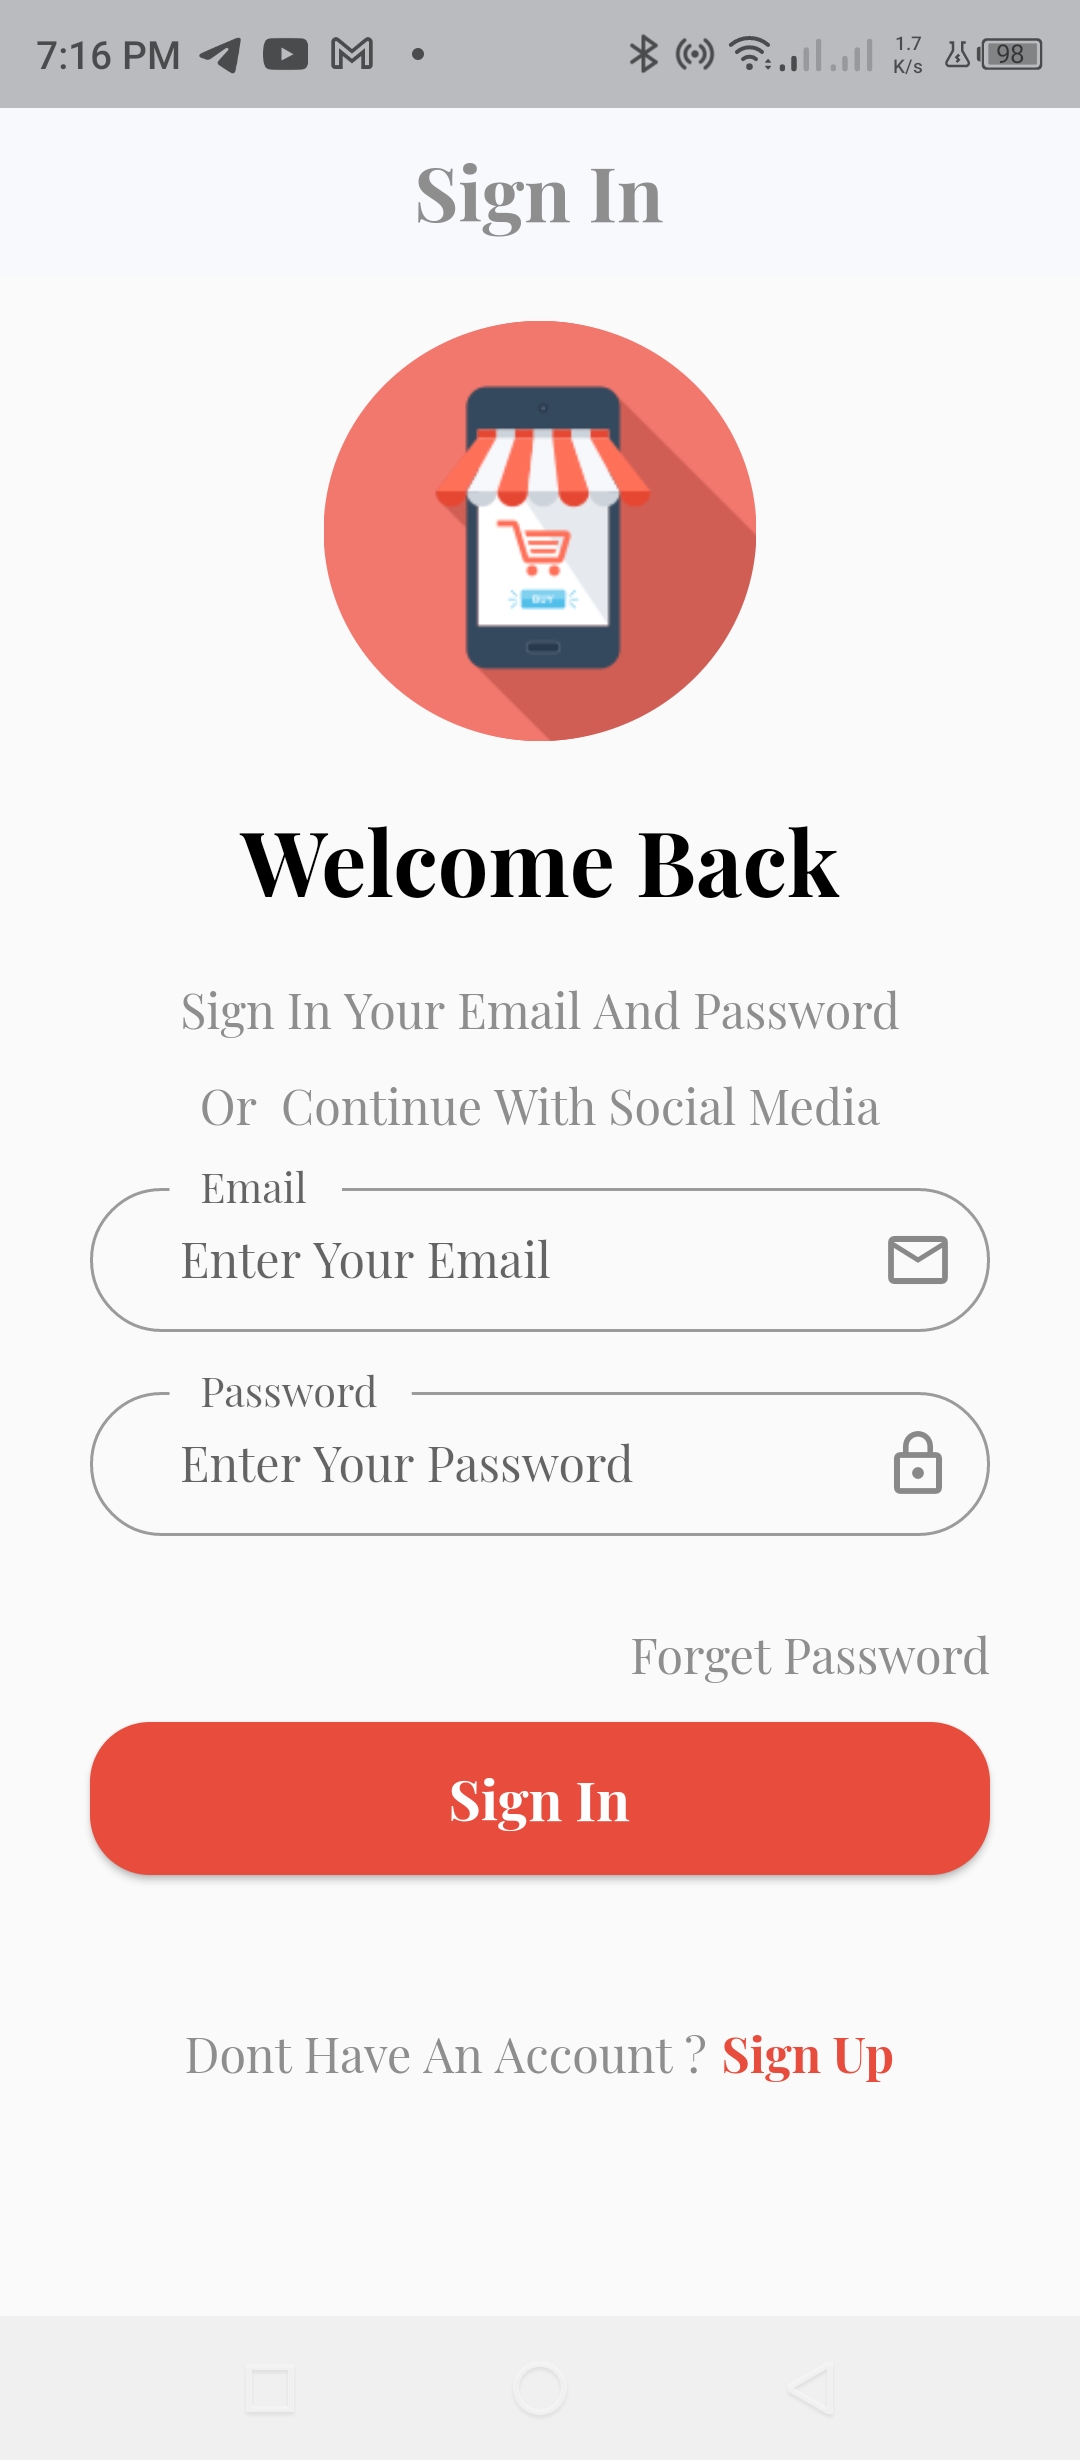 7:16 PM
1.7
K/s
98
Sign In
BUY
Welcome Back
Sign In Your Email And Password
Or  Continue With Social Media
Email
Enter Your Email
Password
Enter Your Password
Forget Password
Sign In
Dont Have An Account ? Sign Up